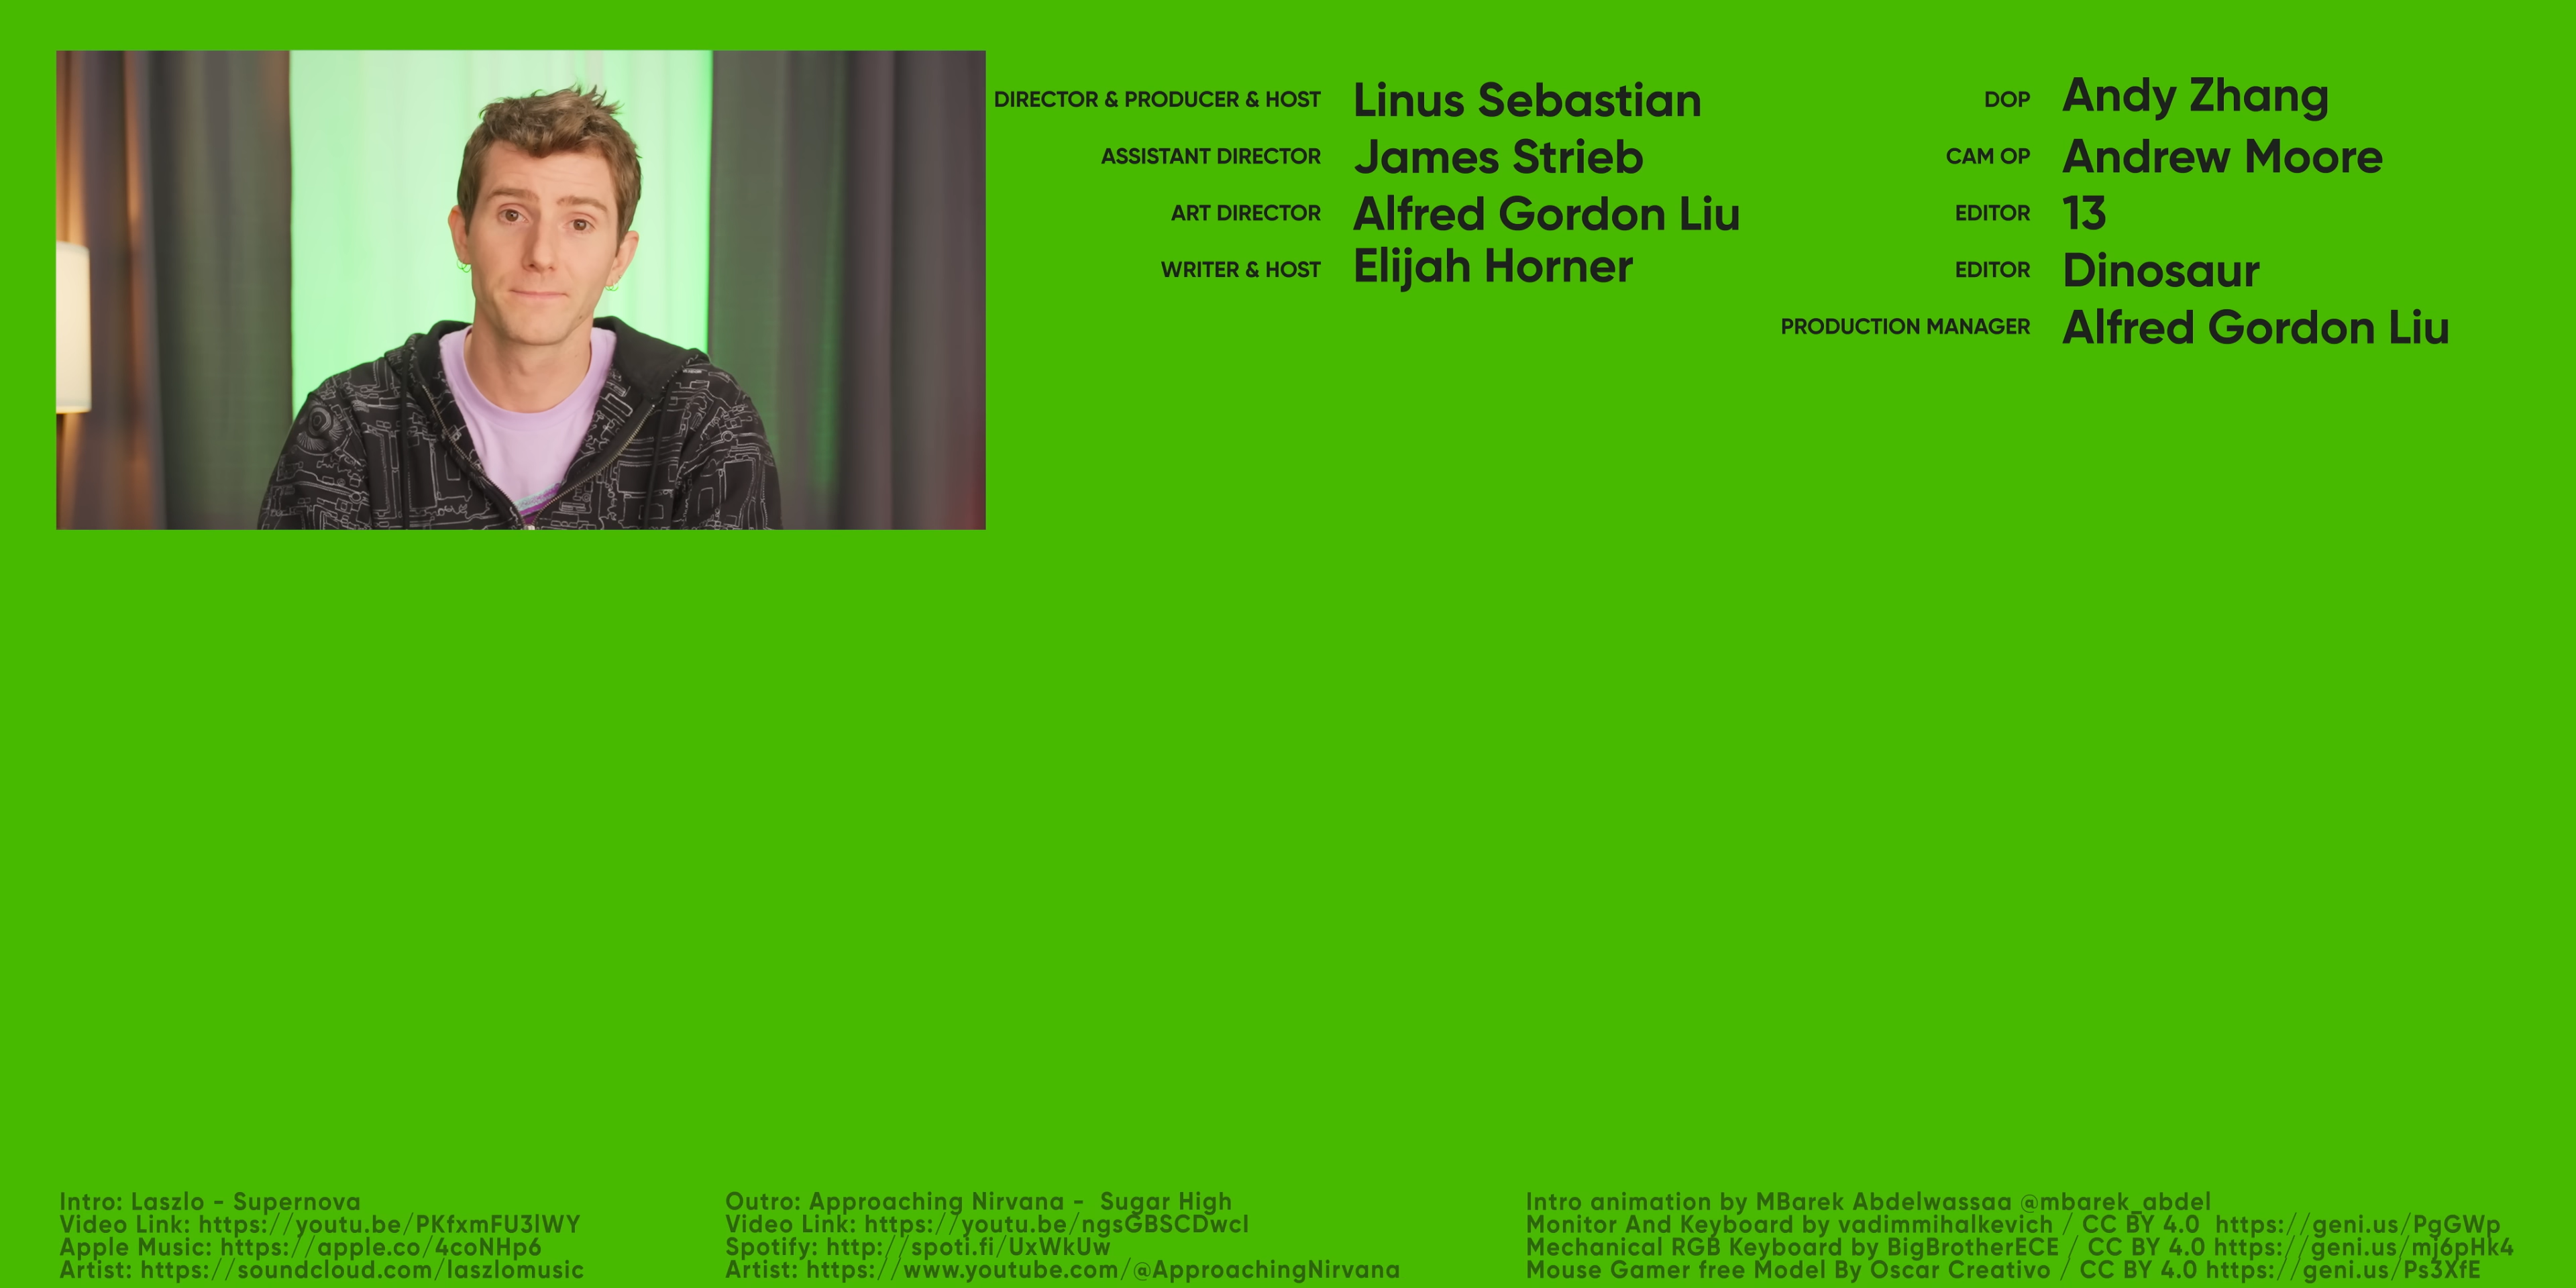 DIRECTOR & PRODUCER & HOST Linus Sebastian
ASSISTANT DIRECTOR James Strieb
ART DIRECTOR Alfred Gordon Liu
WRITER & HOST Elijah Horner
DOP Andy Zhang
CAM OP Andrew Moore
EDITOR 13
EDITOR Dinosaur
PRODUCTION MANAGER Alfred Gordon Liu
Intro: Laszlo - Supernova
Video Link: https://youtu.be/PKfxmFU3lWY
Apple Music: https://apple.co/4coNHp6
Artist: https://soundcloud.com/laszlomusic
Outro: Approaching Nirvana - Sugar High
Video Link: https://youtu.be/ngsGBSCDwcI
Spotify: http://spoti.fi/UxWkUw
Artist: https://www.youtube.com/@ApproachingNirvana
Intro animation by MBarek Abdelwassaa @mbarek_abdel
Monitor And Keyboard by vadimmihalkevich / CC BY 4.0 https://geni.us/PgGWp
Mechanical RGB Keyboard by BigBrotherECE / CC BY 4.0 https://geni.us/mj6pHk4
Mouse Gamer free Model By Oscar Creativo / CC BY 4.0 https://geni.us/Ps3XfE